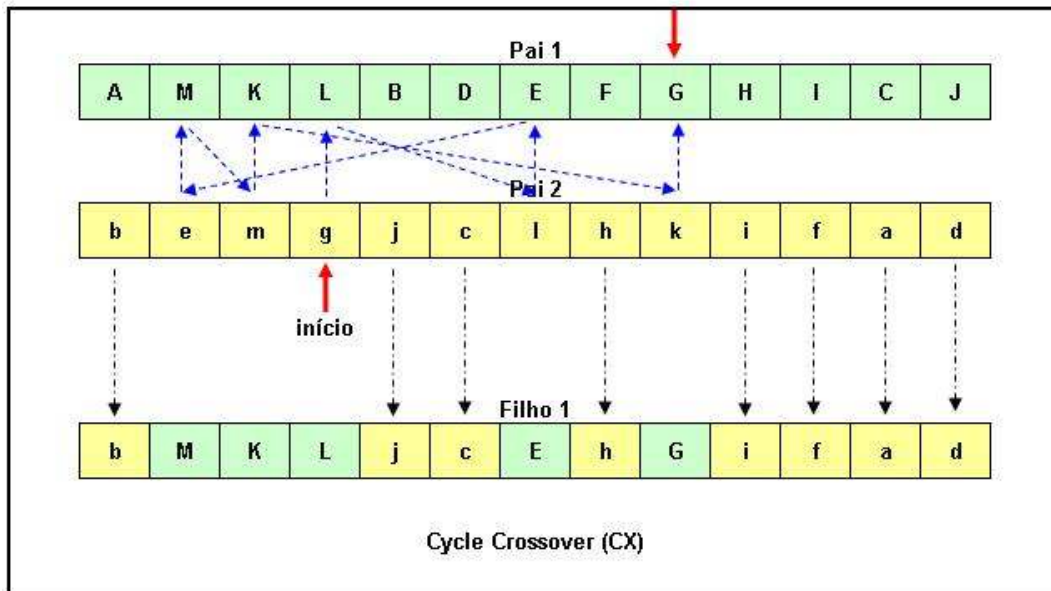 Pai 1
A M K L B D E F G H I C J
Pai 2
b e m g j c l h k i f a d
início
Filho 1
b M K L j c E h G i f a d
Cycle Crossover (CX)